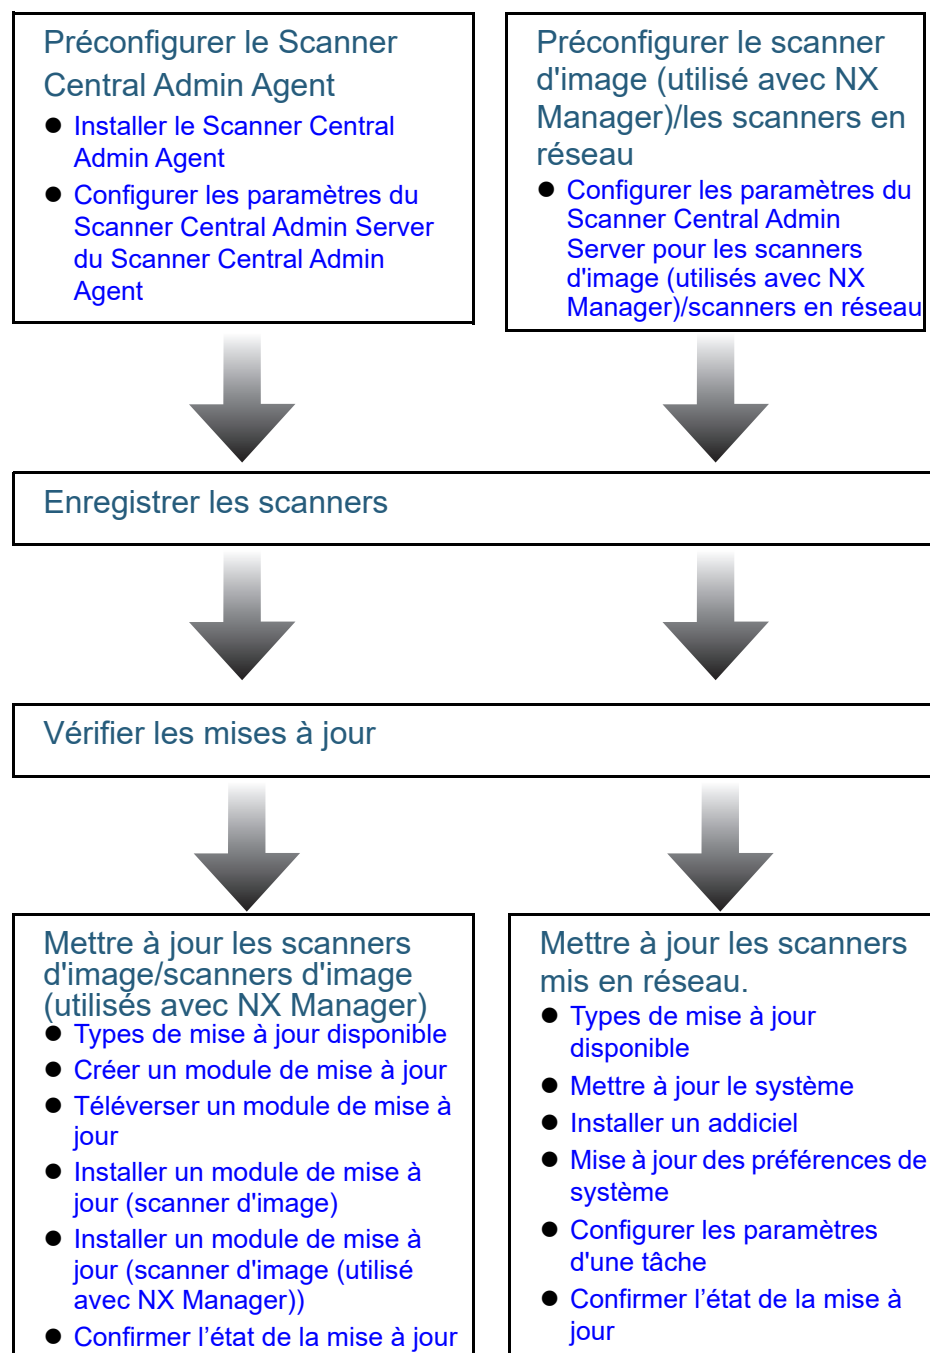 Préconfigurer le Scanner
Central Admin Agent
● Installer le Scanner Central
Admin Agent
● Configurer les paramètres du
Scanner Central Admin Server
du Scanner Central Admin
Agent
Préconfigurer le scanner
d'image (utilisé avec NX
Manager)/les scanners en
réseau
● Configurer les paramètres du
Scanner Central Admin
Server pour les scanners
d'image (utilisés avec NX
Manager)/scanners en réseau
Enregistrer les scanners
Vérifier les mises à jour
Mettre à jour les scanners
d'image/scanners d'image
(utilisés avec NX Manager)
● Types de mise à jour disponible
● Créer un module de mise à jour
● Téléverser un module de mise à
jour
● Installer un module de mise à
jour (scanner d'image)
● Installer un module de mise à
jour (scanner d'image (utilisé
avec NX Manager))
● Confirmer l’état de la mise à jour
Mettre à jour les scanners
mis en réseau.
● Types de mise à jour
disponible
● Mettre à jour le système
● Installer un addiciel
● Mise à jour des préférences de
système
● Configurer les paramètres
d'une tâche
● Confirmer l’état de la mise à
jour